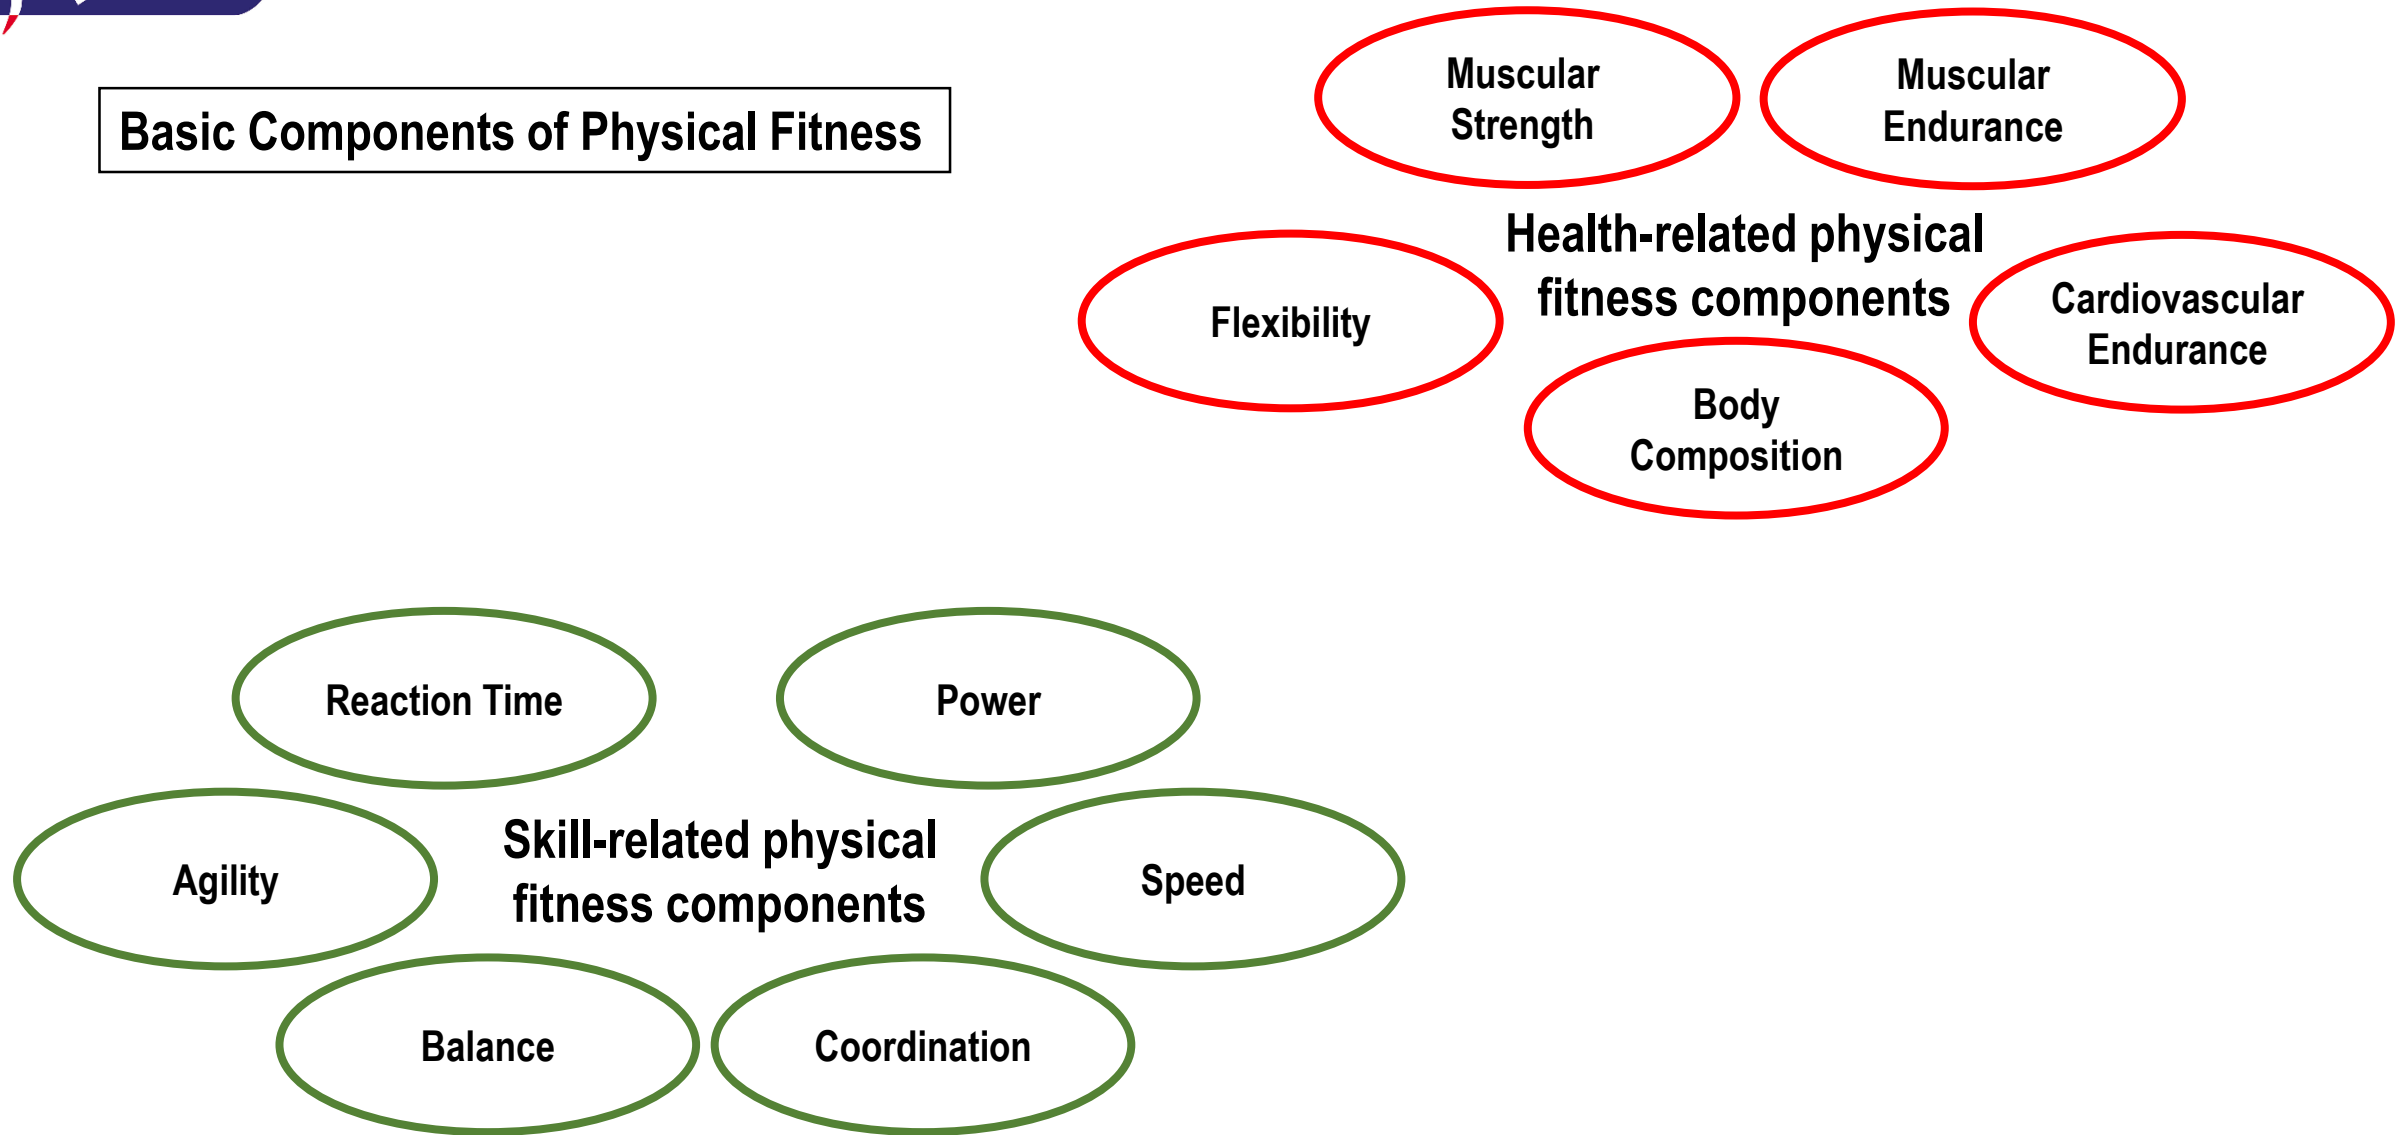 Basic Components of Physical Fitness
Muscular
Strength
Muscular
Endurance
Health-related physical
fitness components
Flexibility
Cardiovascular
Endurance
Body
Composition
Reaction Time
Power
Skill-related physical
fitness components
Agility
Speed
Balance
Coordination